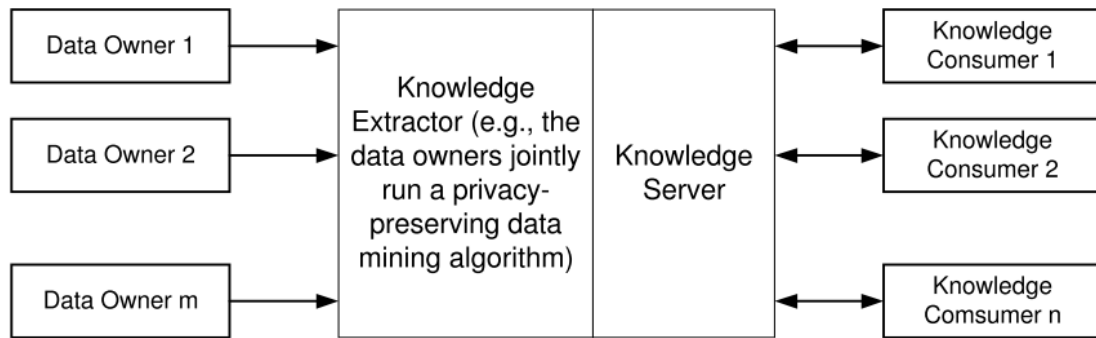 Data Owner 1
Data Owner 2
Data Owner m
Knowledge
Extractor (e.g., the
data owners jointly
run a privacy-
preserving data
mining algorithm)
Knowledge
Server
Knowledge
Consumer 1
Knowledge
Consumer 2
Knowledge
Comsumer n